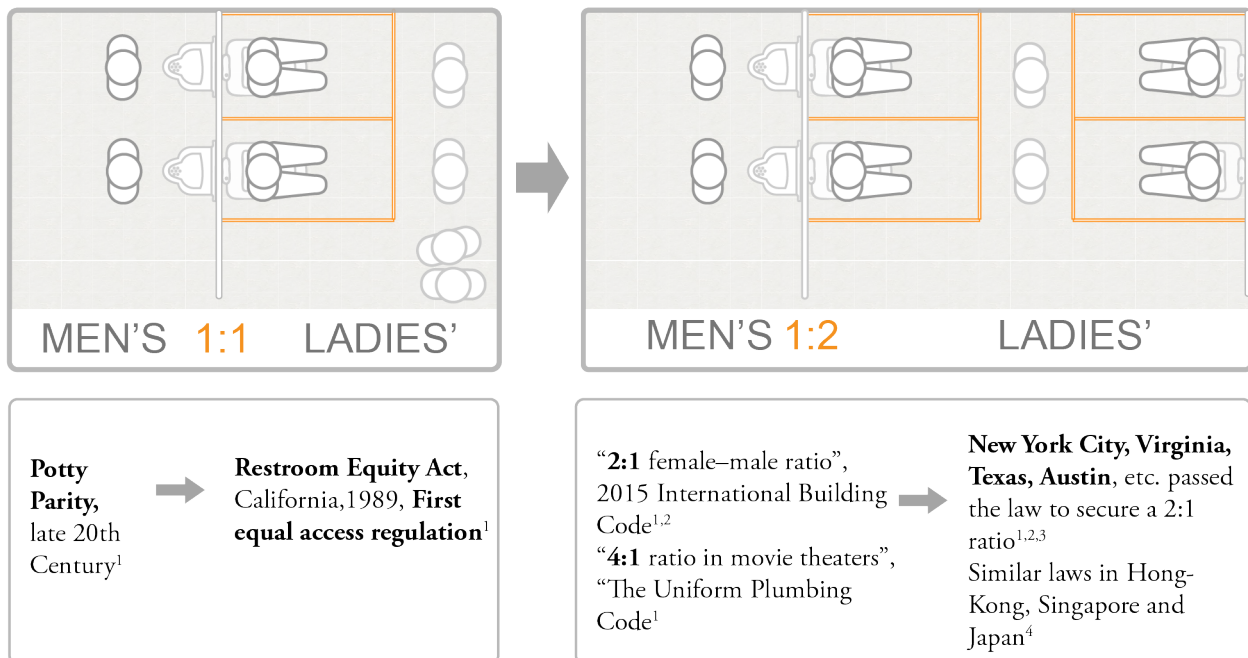 MEN’S 1:1 LADIES’
MEN’S 1:2 LADIES’
Potty
Parity,
late 20th
Century1
Restroom Equity Act,
California,1989, First
equal access regulation1
“2:1 female–male ratio”,
2015 International Building
Code1,2
“4:1 ratio in movie theaters”,
“The Uniform Plumbing
Code1
New York City, Virginia,
Texas, Austin, etc. passed
the law to secure a 2:1
ratio1,2,3
Similar laws in Hong-
Kong, Singapore and
Japan4